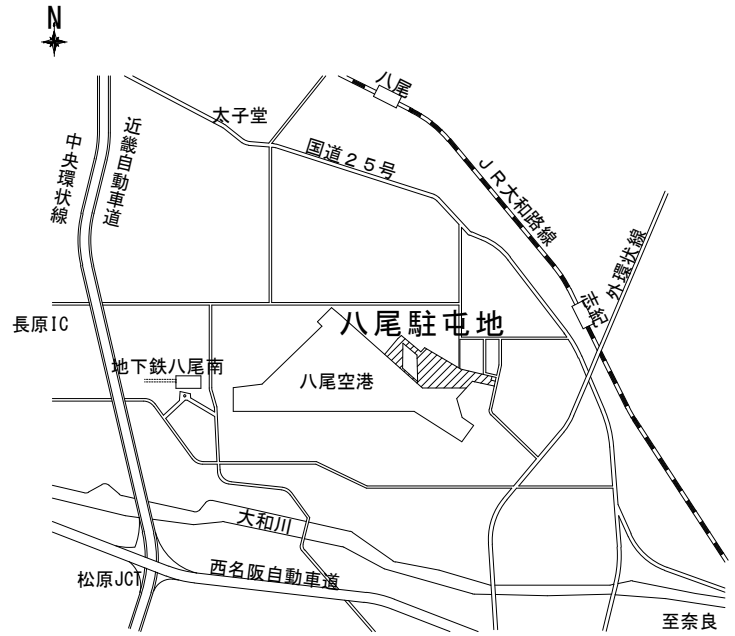 N
八尾
太子堂
国道２５号
近畿自動車道
中央環状線
ＪＲ大和路線
外環状線
志紀
長原IC
八尾駐屯地
地下鉄八尾南
八尾空港
大和川
西名阪自動車道
松原JCT
至奈良